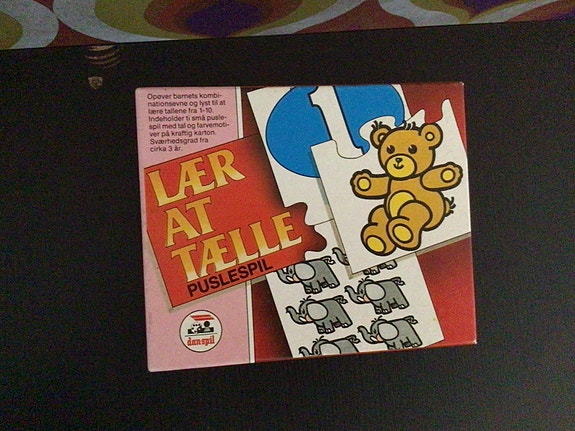 Opøver barnets kombi-
nationsevne og lyst til at
lære tallene fra 1-10.
Indeholder ti små pusle-
spil med tal og farvemoti-
ver på kraftig karton.
Sværhedsgrad fra
cirka 3 år.
1
LÆR
AT
TÆLLE
PUSLESPIL
danspil